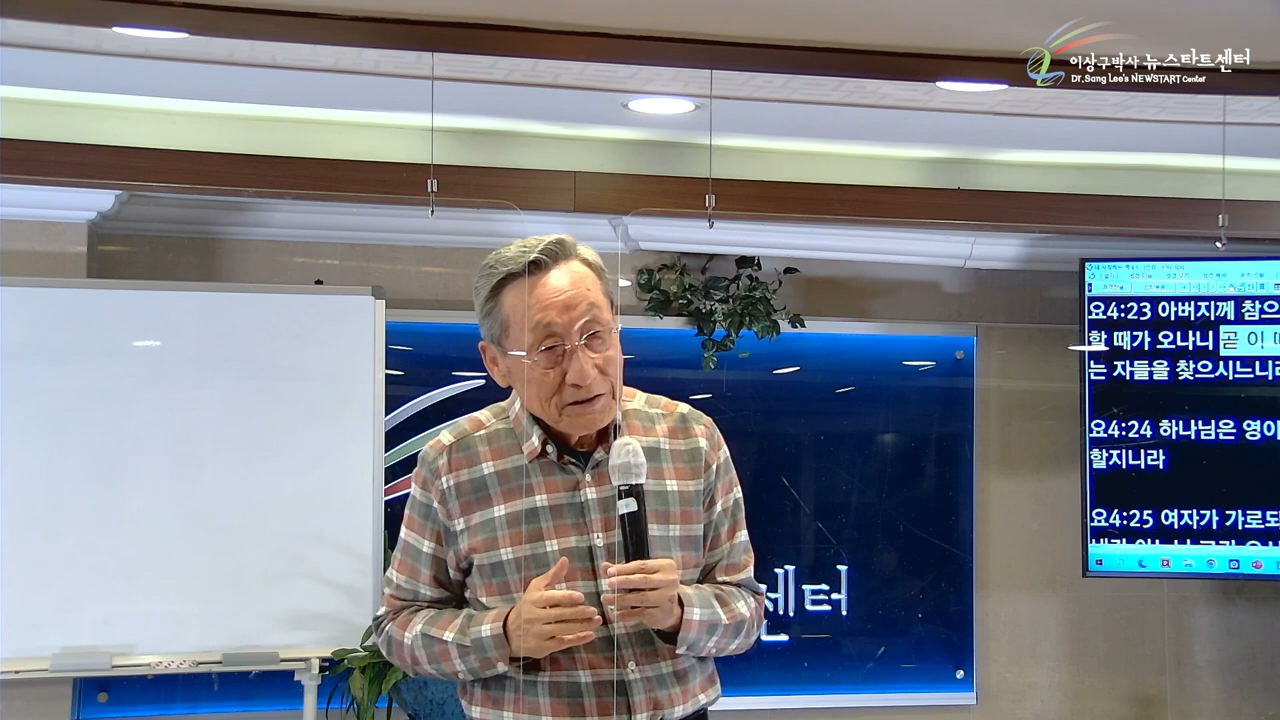 이상구박사 뉴스타트센터
Dr. Sang Lee's NEWSTART Center
요4:23 아버지께 참으
할 때가 오나니 곧 이
는 자들을 찾으시느니라
요4:24 하나님은 영이
할지니라
요4:25 여자가 가로되
센터